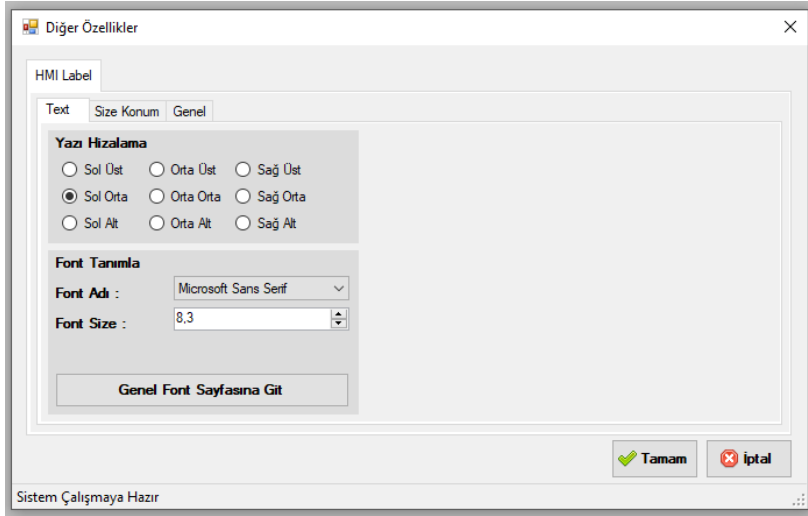 Diğer Özellikler
HMI Label
Text Size Konum Genel
Yazı Hizalama
Sol Üst Orta Üst Sağ Üst
Sol Orta Orta Orta Sağ Orta
Sol Alt Orta Alt Sağ Alt
Font Tanımla
Font Adı : Microsoft Sans Serif
Font Size : 8,3
Genel Font Sayfasına Git
Tamam İptal
Sistem Çalışmaya Hazır